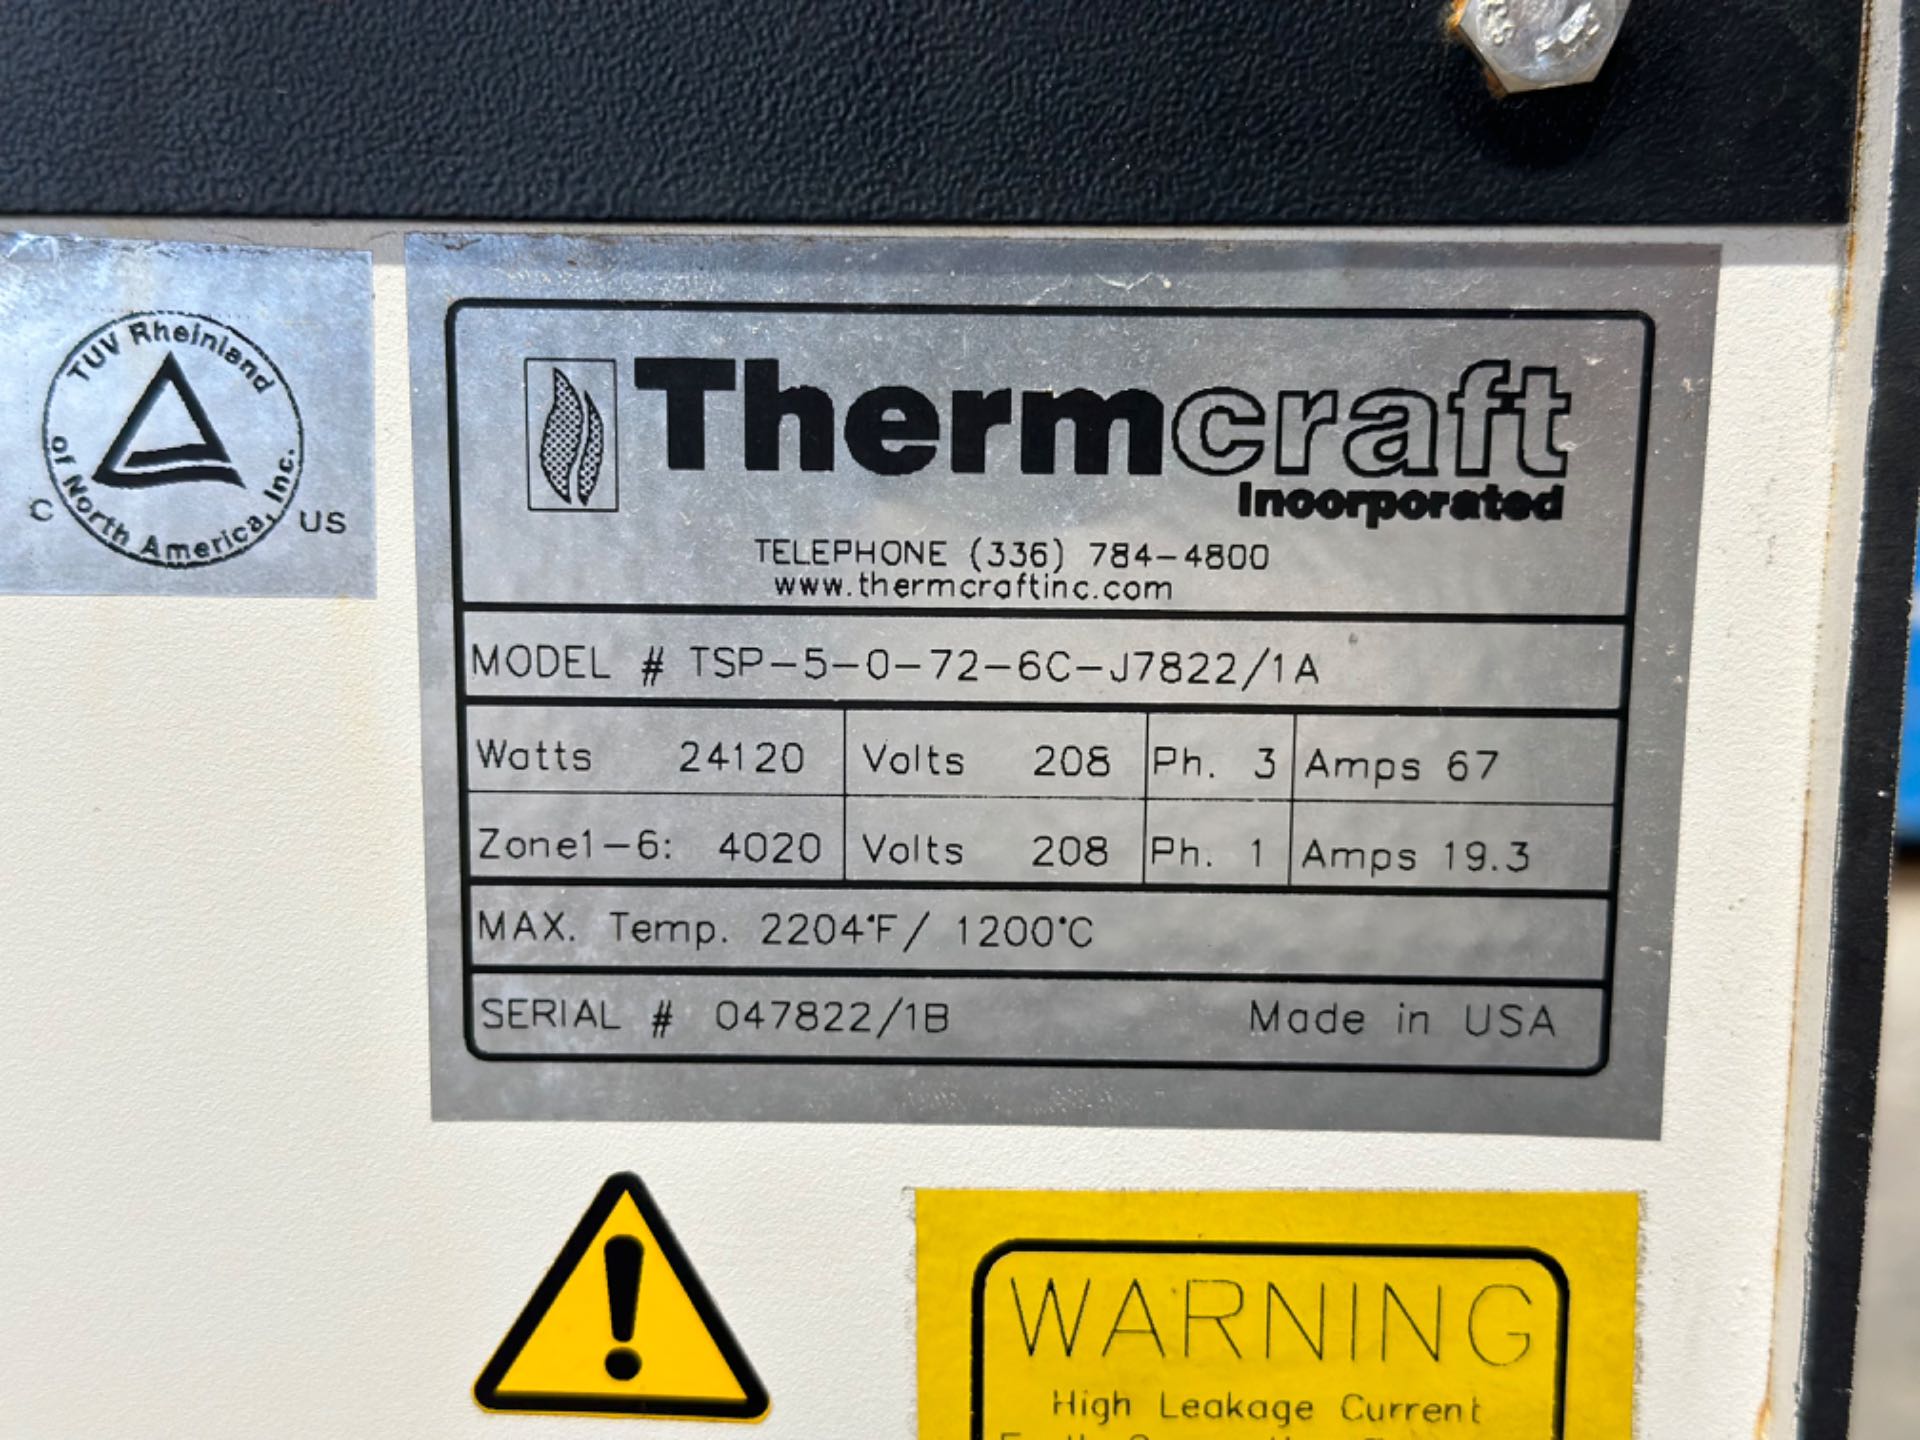 TUV Rheinland
of North America, Inc.
C US
Thermcraft
Incorporated
TELEPHONE (336) 784-4800
www.thermcraftinc.com
MODEL # TSP-5-0-72-6C-J7822/1A
Watts 24120 Volts 208 Ph. 3 Amps 67
Zone1-6: 4020 Volts 208 Ph. 1 Amps 19.3
MAX. Temp. 2204°F/ 1200°C
SERIAL # 047822/1B Made in USA
WARNING
High Leakage Current